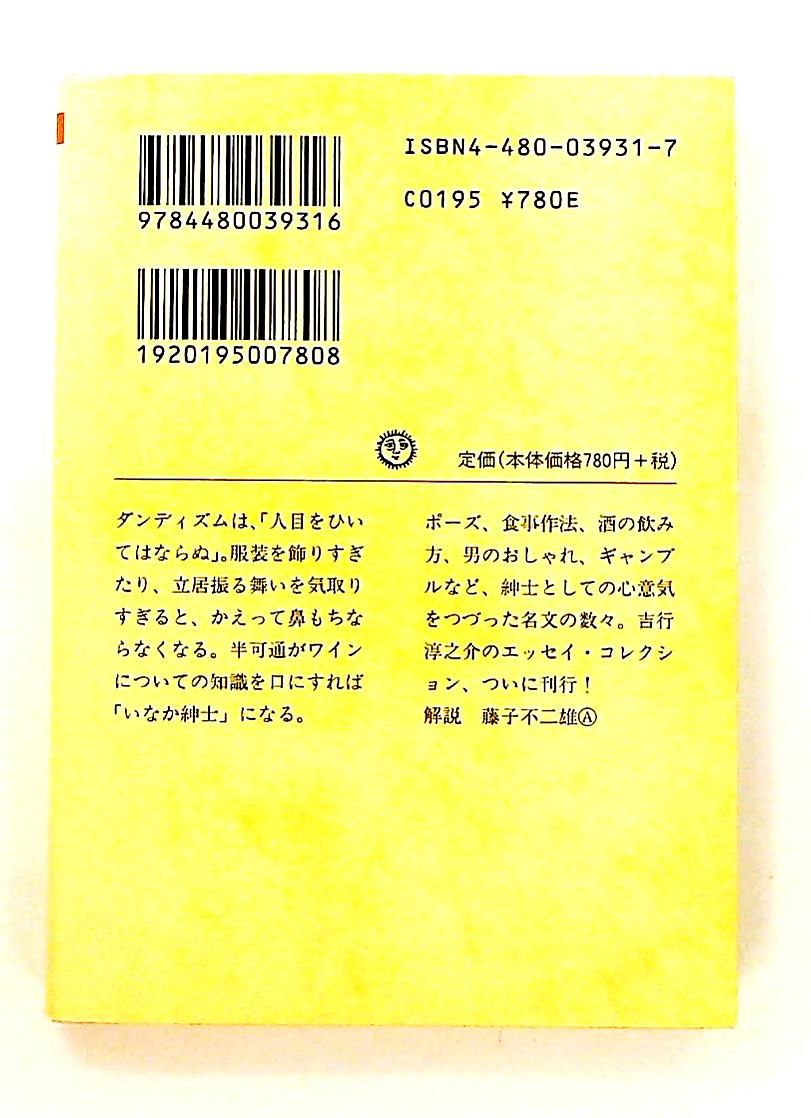 ISBN4-480-03931-7
C0195 ¥780E
9784480039316
1920195007808
定価(本体価格780円+税)
ダンディズムは、「人目をひい
てはならぬ」。服装を飾りすぎ
たり、立居振る舞いを気取り
すぎると、かえって鼻もちな
らなくなる。半可通がワイン
についての知識を口にすれば
「いなか紳士」になる。
ポーズ、食事作法、酒の飲み
方、男のおしゃれ、ギャンブ
ルなど、紳士としての心意気
をつづった名文の数々。吉行
淳之介のエッセイ・コレクシ
ョン、ついに刊行!
解説 藤子不二雄Ⓐ